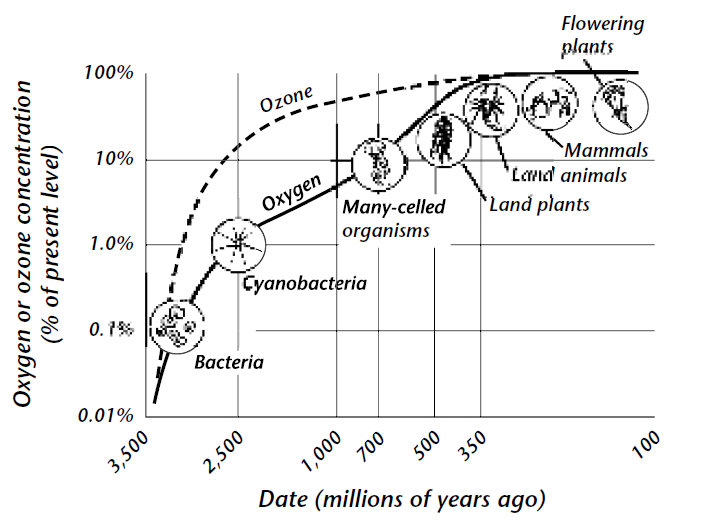 Flowering
plants
100%
Ozone
10%
Mammals
Land animals
Oxygen
Many-celled
organisms
Land plants
1.0%
Cyanobacteria
0.1%
Bacteria
0.01%
3,500
2,500
1,000
700
500
350
100
Oxygen or ozone concentration
(% of present level)
Date (millions of years ago)